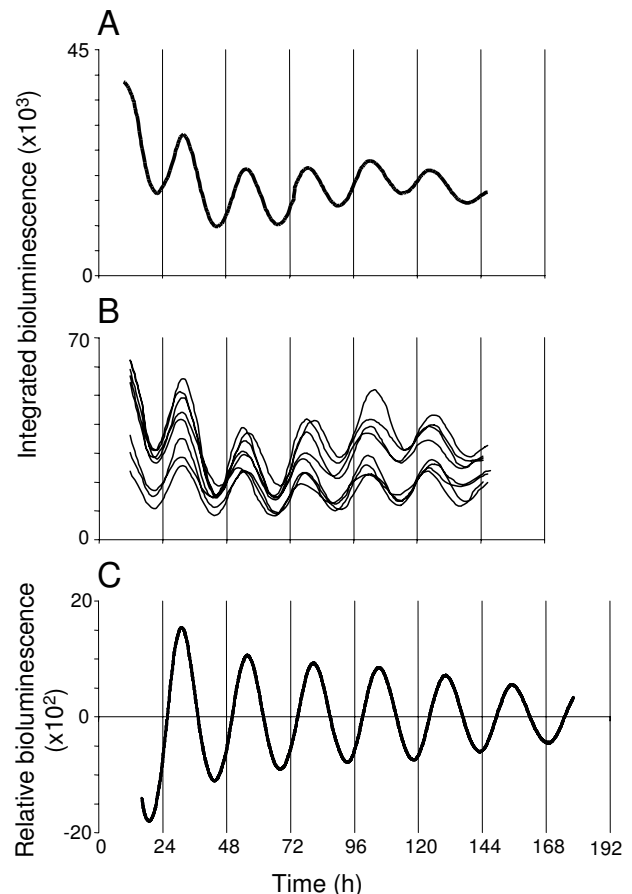 A
45
0
Integrated bioluminescence (x10³)
B
70
0
C
20
0
-20
Relative bioluminescence
(x10²)
0 24 48 72 96 120 144 168 192
Time (h)